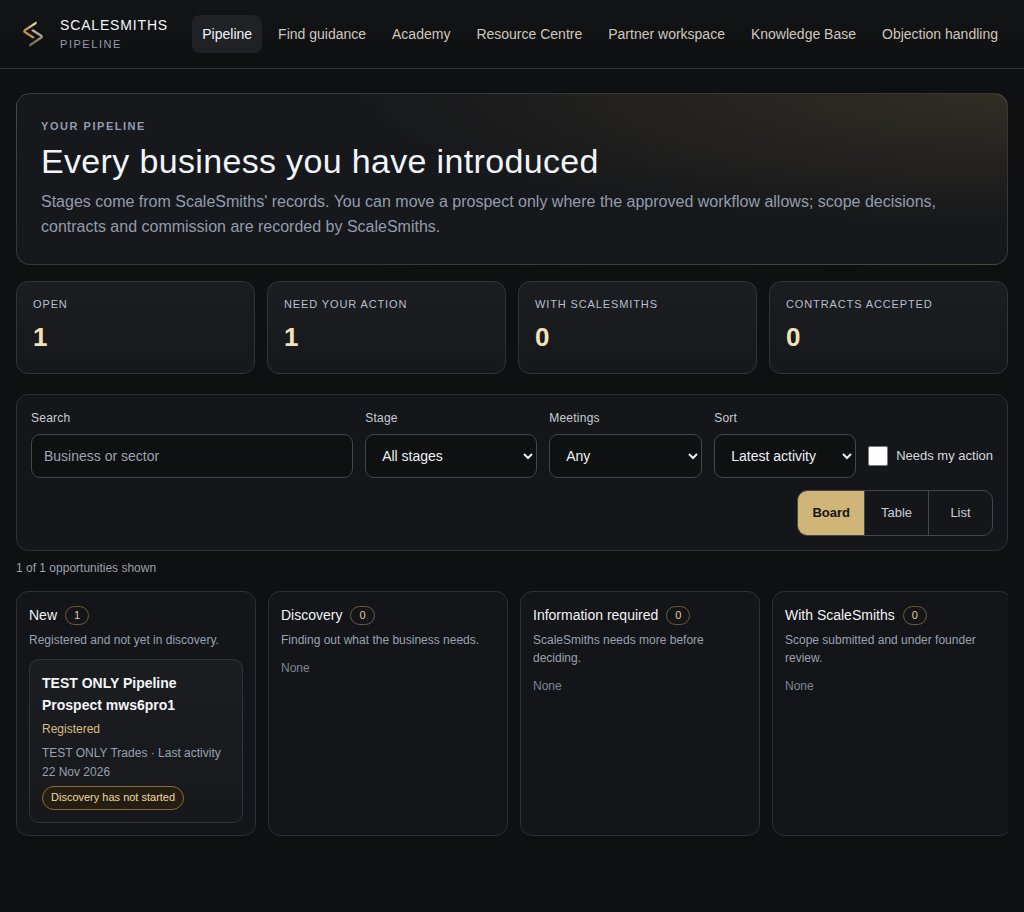 SCALESMITHS
PIPELINE
Pipeline
Find guidance
Academy
Resource Centre
Partner workspace
Knowledge Base
Objection handling
YOUR PIPELINE
Every business you have introduced
Stages come from ScaleSmiths' records. You can move a prospect only where the approved workflow allows; scope decisions,
contracts and commission are recorded by ScaleSmiths.
OPEN
1
NEED YOUR ACTION
1
WITH SCALESMITHS
0
CONTRACTS ACCEPTED
0
Search
Business or sector
Stage
All stages
Meetings
Any
Sort
Latest activity
Needs my action
Board
Table
List
1 of 1 opportunities shown
New 1
Registered and not yet in discovery.
TEST ONLY Pipeline
Prospect mws6pro1
Registered
TEST ONLY Trades · Last activity
22 Nov 2026
Discovery has not started
Discovery 0
Finding out what the business needs.
None
Information required 0
ScaleSmiths needs more before
deciding.
None
With ScaleSmiths 0
Scope submitted and under founder
review.
None